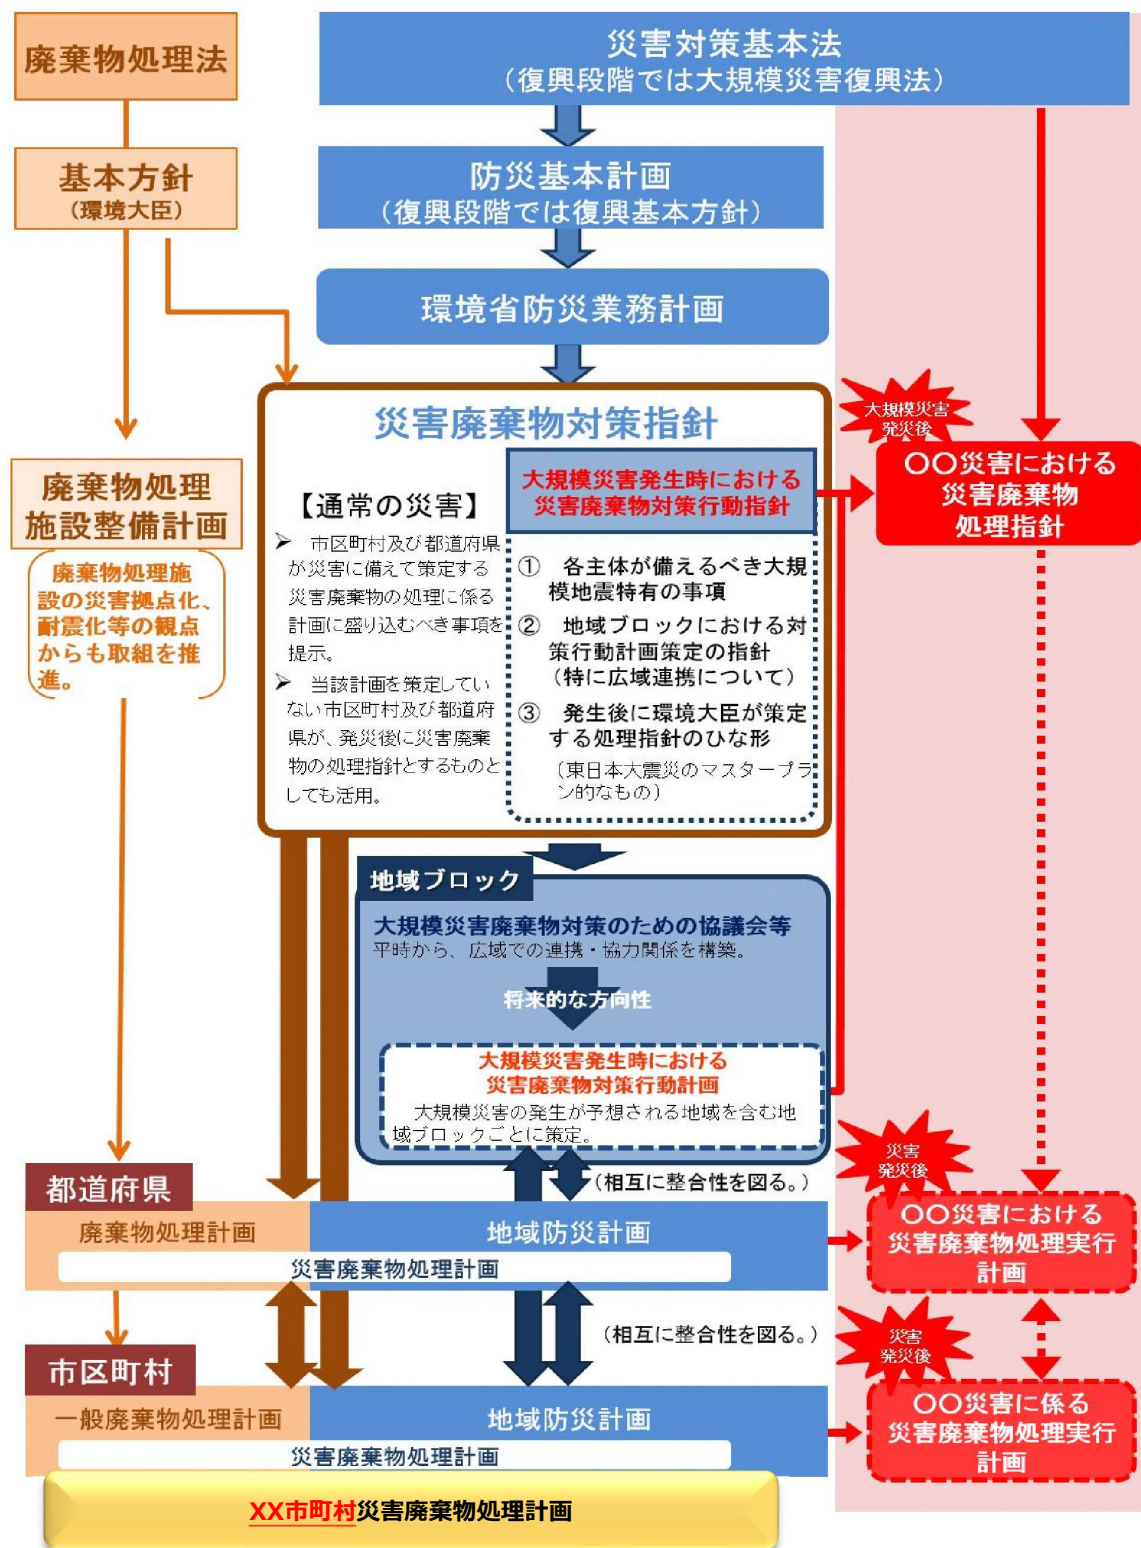 廃棄物処理法
災害対策基本法
（復興段階では大規模災害復興法）
基本方針
（環境大臣）
防災基本計画
（復興段階では復興基本方針）
環境省防災業務計画
災害廃棄物対策指針
【通常の災害】
➢ 市区町村及び都道府県
が災害に備えて策定する
災害廃棄物の処理に係る
計画に盛り込むべき事項を
提示。
➢ 当該計画を策定してい
ない市区町村及び都道府
県が、発災後に災害廃棄
物の処理指針とするものと
しても活用。
大規模災害発生時における
災害廃棄物対策行動指針
① 各主体が備えるべき大規
模地震特有の事項
② 地域ブロックにおける対
策行動計画策定の指針
（特に広域連携について）
③ 発生後に環境大臣が策定
する処理指針のひな形
（東日本大震災のマスタープラ
ン的なもの）
大規模災害
発災後
〇〇災害における
災害廃棄物
処理指針
廃棄物処理
施設整備計画
廃棄物処理施
設の災害拠点化、
耐震化等の観点
からも取組を推
進。
地域ブロック
大規模災害廃棄物対策のための協議会等
平時から、広域での連携・協力関係を構築。
将来的な方向性
大規模災害発生時における
災害廃棄物対策行動計画
大規模災害の発生が予想される地域を含む地
域ブロックごとに策定。
（相互に整合性を図る。）
都道府県
廃棄物処理計画
地域防災計画
災害廃棄物処理計画
災害
発災後
〇〇災害における
災害廃棄物処理実行
計画
（相互に整合性を図る。）
市区町村
一般廃棄物処理計画
地域防災計画
災害廃棄物処理計画
災害
発災後
〇〇災害に係る
災害廃棄物処理実行
計画
XX市町村災害廃棄物処理計画